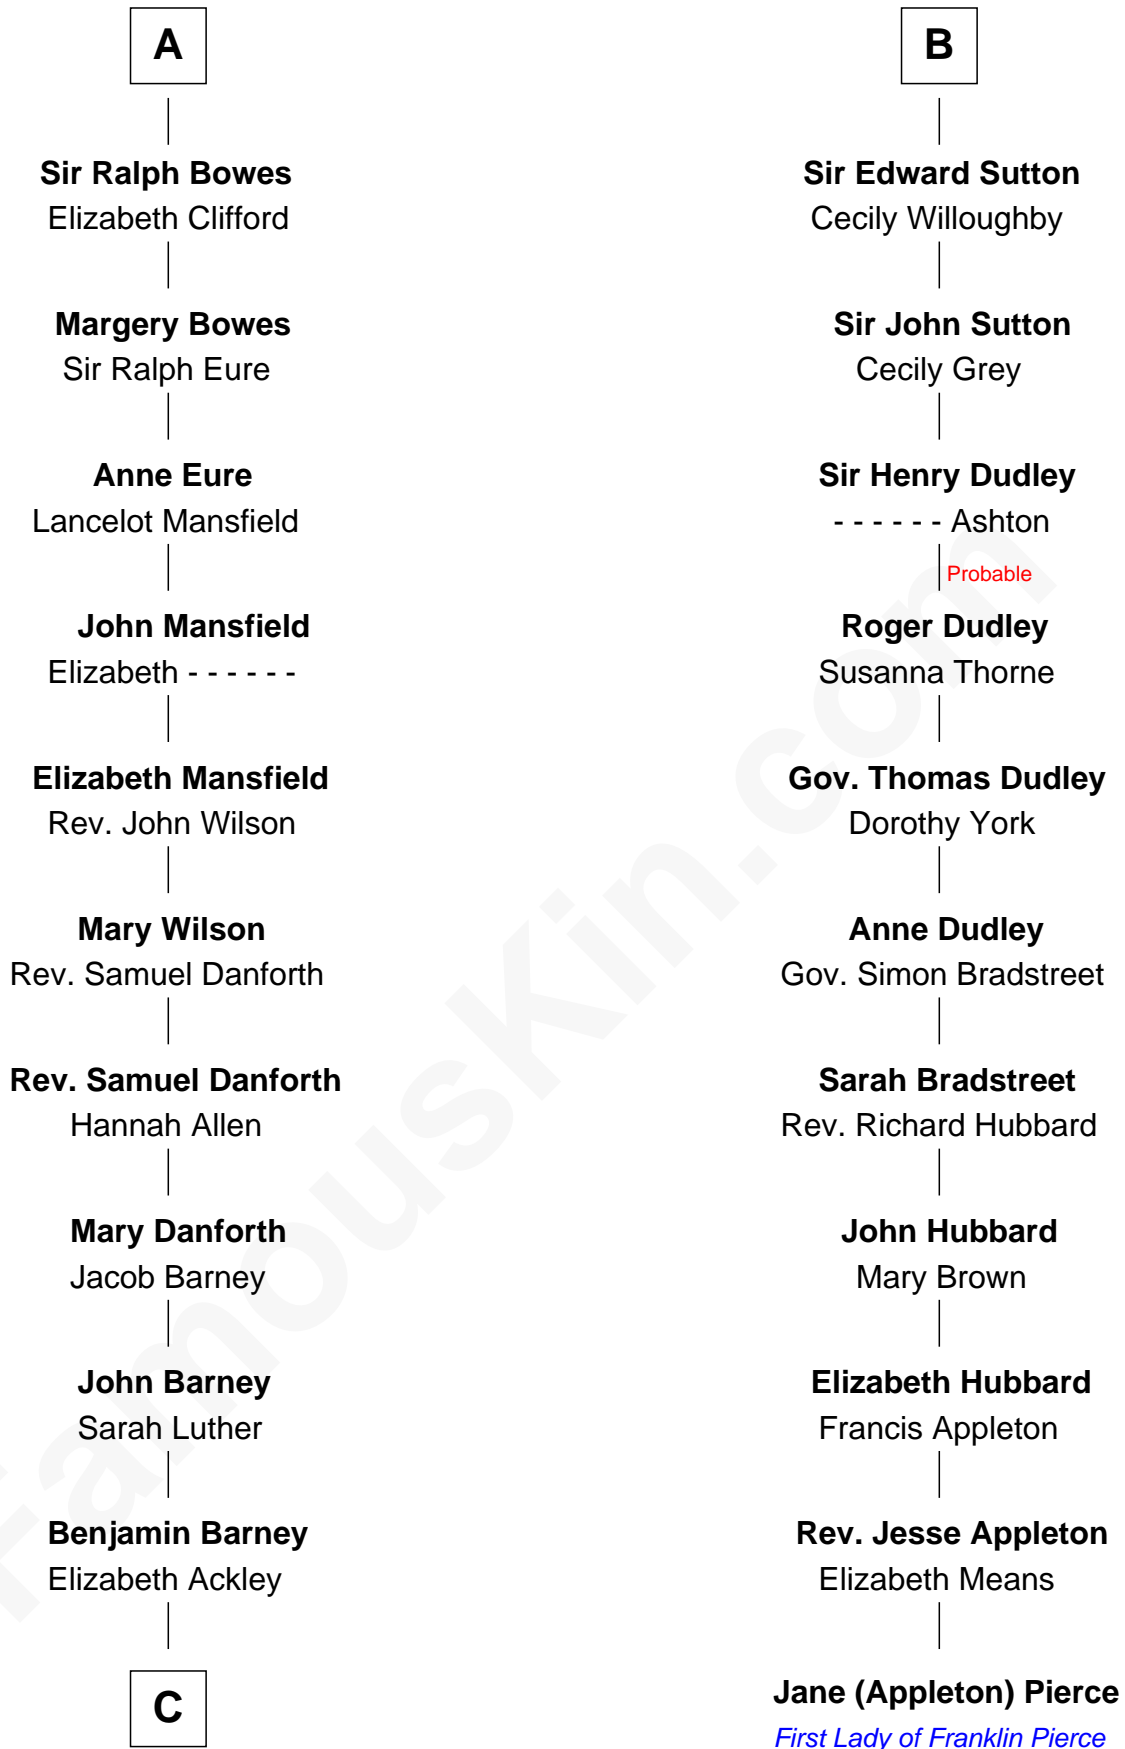 A
Sir Ralph Bowes
Elizabeth Clifford
Margery Bowes
Sir Ralph Eure
Anne Eure
Lancelot Mansfield
John Mansfield
Elizabeth - - - - - -
Elizabeth Mansfield
Rev. John Wilson
Mary Wilson
Rev. Samuel Danforth
Rev. Samuel Danforth
Hannah Allen
Mary Danforth
Jacob Barney
John Barney
Sarah Luther
Benjamin Barney
Elizabeth Ackley
C
B
Sir Edward Sutton
Cecily Willoughby
Sir John Sutton
Cecily Grey
Sir Henry Dudley
- - - - - - Ashton
Probable
Roger Dudley
Susanna Thorne
Gov. Thomas Dudley
Dorothy York
Anne Dudley
Gov. Simon Bradstreet
Sarah Bradstreet
Rev. Richard Hubbard
John Hubbard
Mary Brown
Elizabeth Hubbard
Francis Appleton
Rev. Jesse Appleton
Elizabeth Means
Jane (Appleton) Pierce
First Lady of Franklin Pierce
FamousKin.com